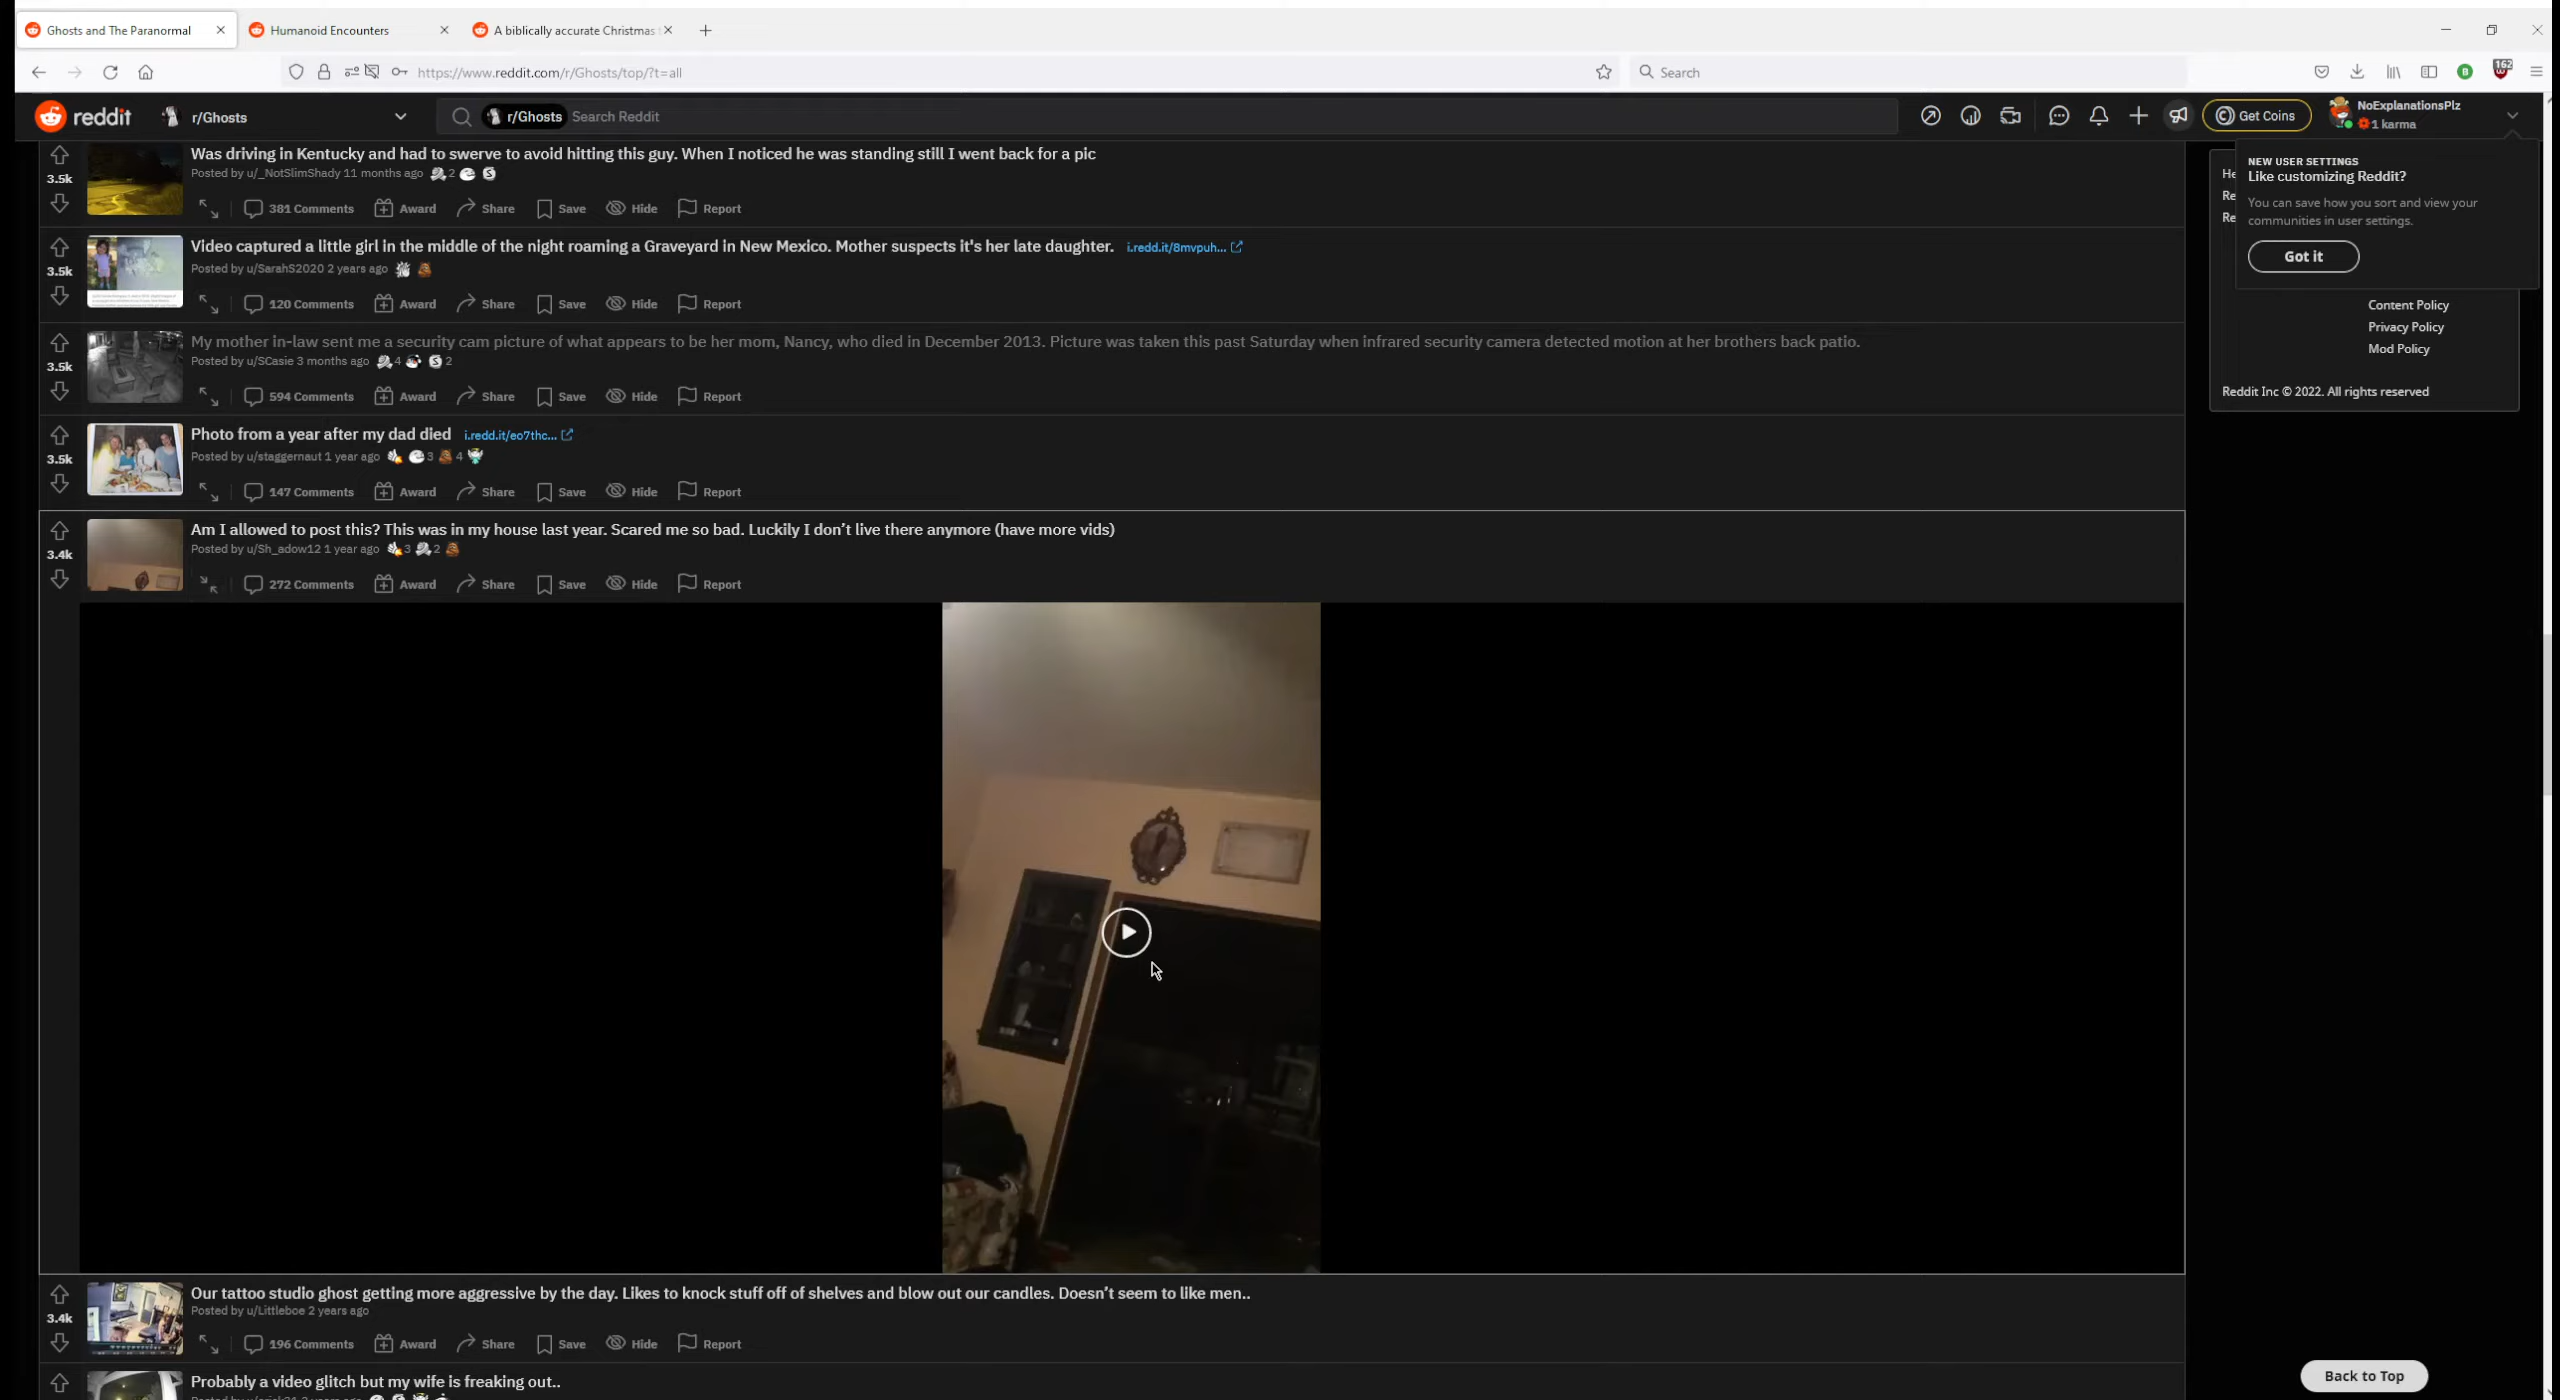 Ghosts and The Paranormal
Humanoid Encounters
A biblically accurate Christmas
https://www.reddit.com/r/Ghosts/top/?t=all
Search
162
reddit
r/Ghosts
r/Ghosts Search Reddit
Get Coins
NoExplanationsPlz
1 karma
NEW USER SETTINGS
Like customizing Reddit?
You can save how you sort and view your
communities in user settings.
Got it
He
Re
Re
Content Policy
Privacy Policy
Mod Policy
Reddit Inc © 2022. All rights reserved
3.5k
Was driving in Kentucky and had to swerve to avoid hitting this guy. When I noticed he was standing still I went back for a pic
Posted by u/_NotSlimShady 11 months ago 2
381 Comments Award Share Save Hide Report
3.5k
Video captured a little girl in the middle of the night roaming a Graveyard in New Mexico. Mother suspects it's her late daughter. i.redd.it/8mvpuh...
Posted by u/SarahS2020 2 years ago
120 Comments Award Share Save Hide Report
3.5k
My mother in-law sent me a security cam picture of what appears to be her mom, Nancy, who died in December 2013. Picture was taken this past Saturday when infrared security camera detected motion at her brothers back patio.
Posted by u/SCasie 3 months ago 4 2
594 Comments Award Share Save Hide Report
3.5k
Photo from a year after my dad died i.redd.it/eo7thc...
Posted by u/staggernaut 1 year ago 3 4
147 Comments Award Share Save Hide Report
3.4k
Am I allowed to post this? This was in my house last year. Scared me so bad. Luckily I don’t live there anymore (have more vids)
Posted by u/Sh_adow12 1 year ago 3 2
272 Comments Award Share Save Hide Report
3.4k
Our tattoo studio ghost getting more aggressive by the day. Likes to knock stuff off of shelves and blow out our candles. Doesn’t seem to like men..
Posted by u/Littleboe 2 years ago
196 Comments Award Share Save Hide Report
Probably a video glitch but my wife is freaking out..
Back to Top